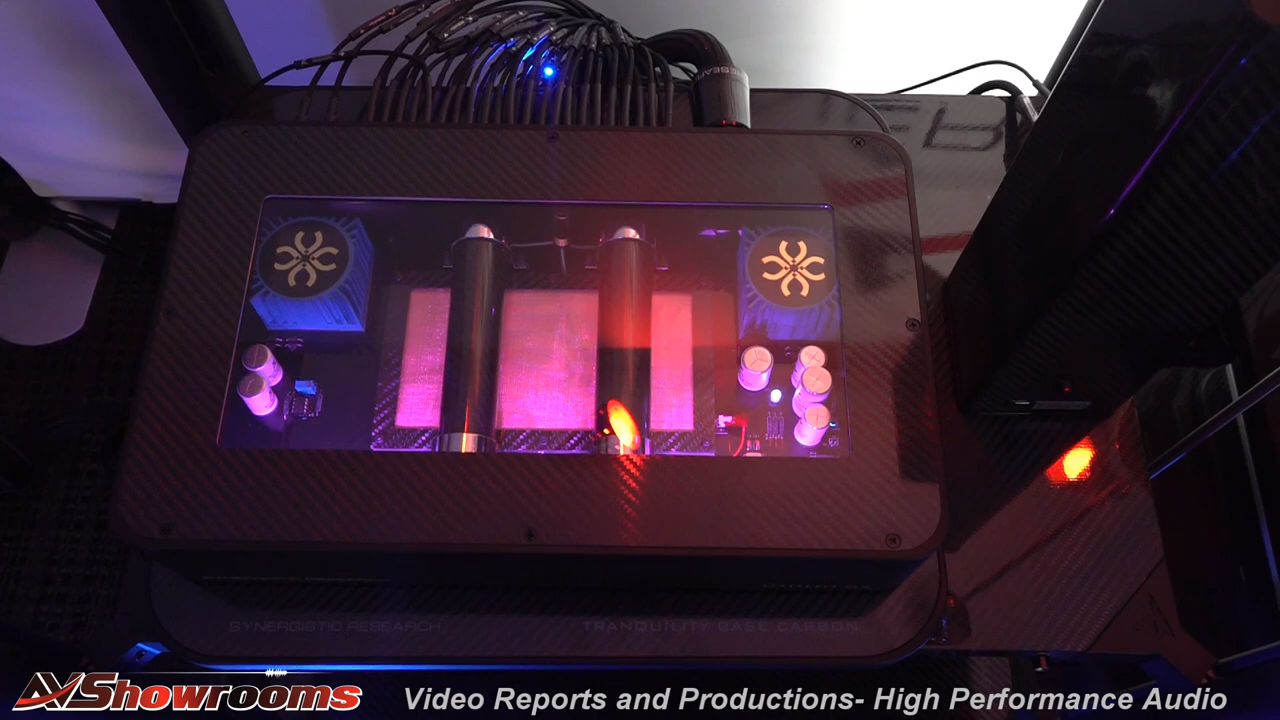 SYNERGISTIC RESEARCH
TRANQUILITY BASE CARBON
AVShowrooms
Video Reports and Productions- High Performance Audio